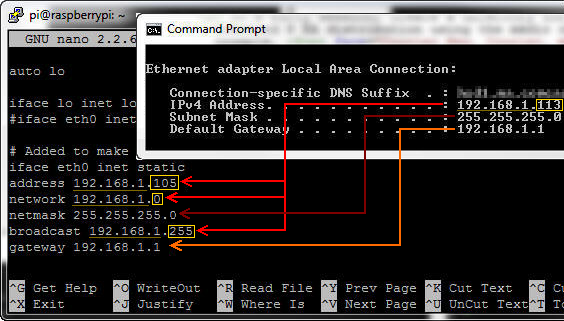 pi@raspberrypi: ~
GNU nano 2.2.6
Command Prompt
Ethernet adapter Local Area Connection:
Connection-specific DNS Suffix . :
IPv4 Address. . . . . . . . . . . : 192.168.1.113
Subnet Mask . . . . . . . . . . . : 255.255.255.0
Default Gateway . . . . . . . . . : 192.168.1.1
auto lo
iface lo inet lo
#iface eth0 inet
# Added to make
iface eth0 inet static
address 192.168.1.105
network 192.168.1.0
netmask 255.255.255.0
broadcast 192.168.1.255
gateway 192.168.1.1
^G Get Help ^O WriteOut ^R Read File ^Y Prev Page ^K Cut Text ^C Cu
^X Exit ^J Justify ^W Where Is ^V Next Page ^U UnCut Text ^T To